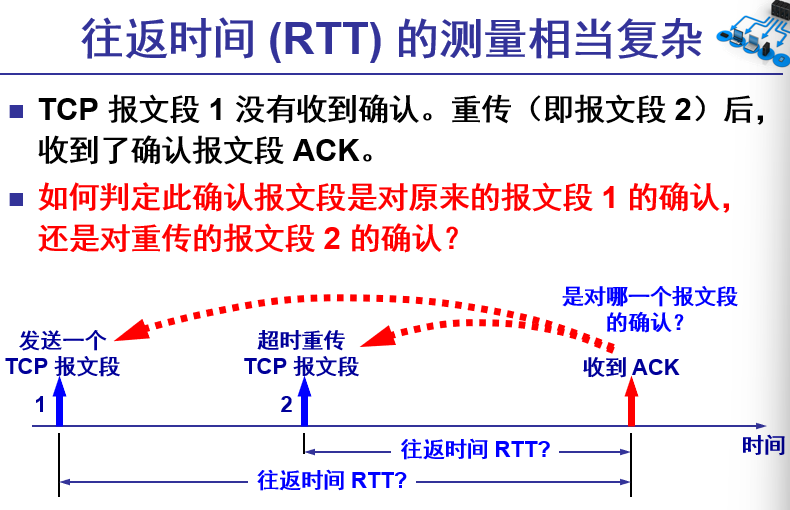 往返时间 (RTT) 的测量相当复杂
TCP 报文段 1 没有收到确认。重传（即报文段 2）后，
收到了确认报文段 ACK。
如何判定此确认报文段是对原来的报文段 1 的确认，
还是对重传的报文段 2 的确认？
是对哪一个报文段
的确认？
发送一个
TCP 报文段
超时重传
TCP 报文段
收到 ACK
1
2
时间
往返时间 RTT?
往返时间 RTT?